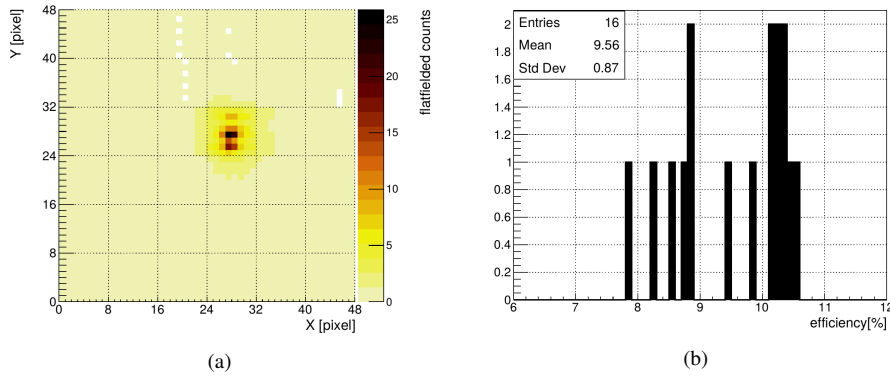 Y [pixel]
48
40
32
24
16
8
0
0 8 16 24 32 40 48
X [pixel]
25
20
15
10
5
0
flatfielded counts
(a)
Entries 16
Mean 9.56
Std Dev 0.87
2
1.8
1.6
1.4
1.2
1
0.8
0.6
0.4
0.2
0
6 7 8 9 10 11 12
efficiency[%]
(b)